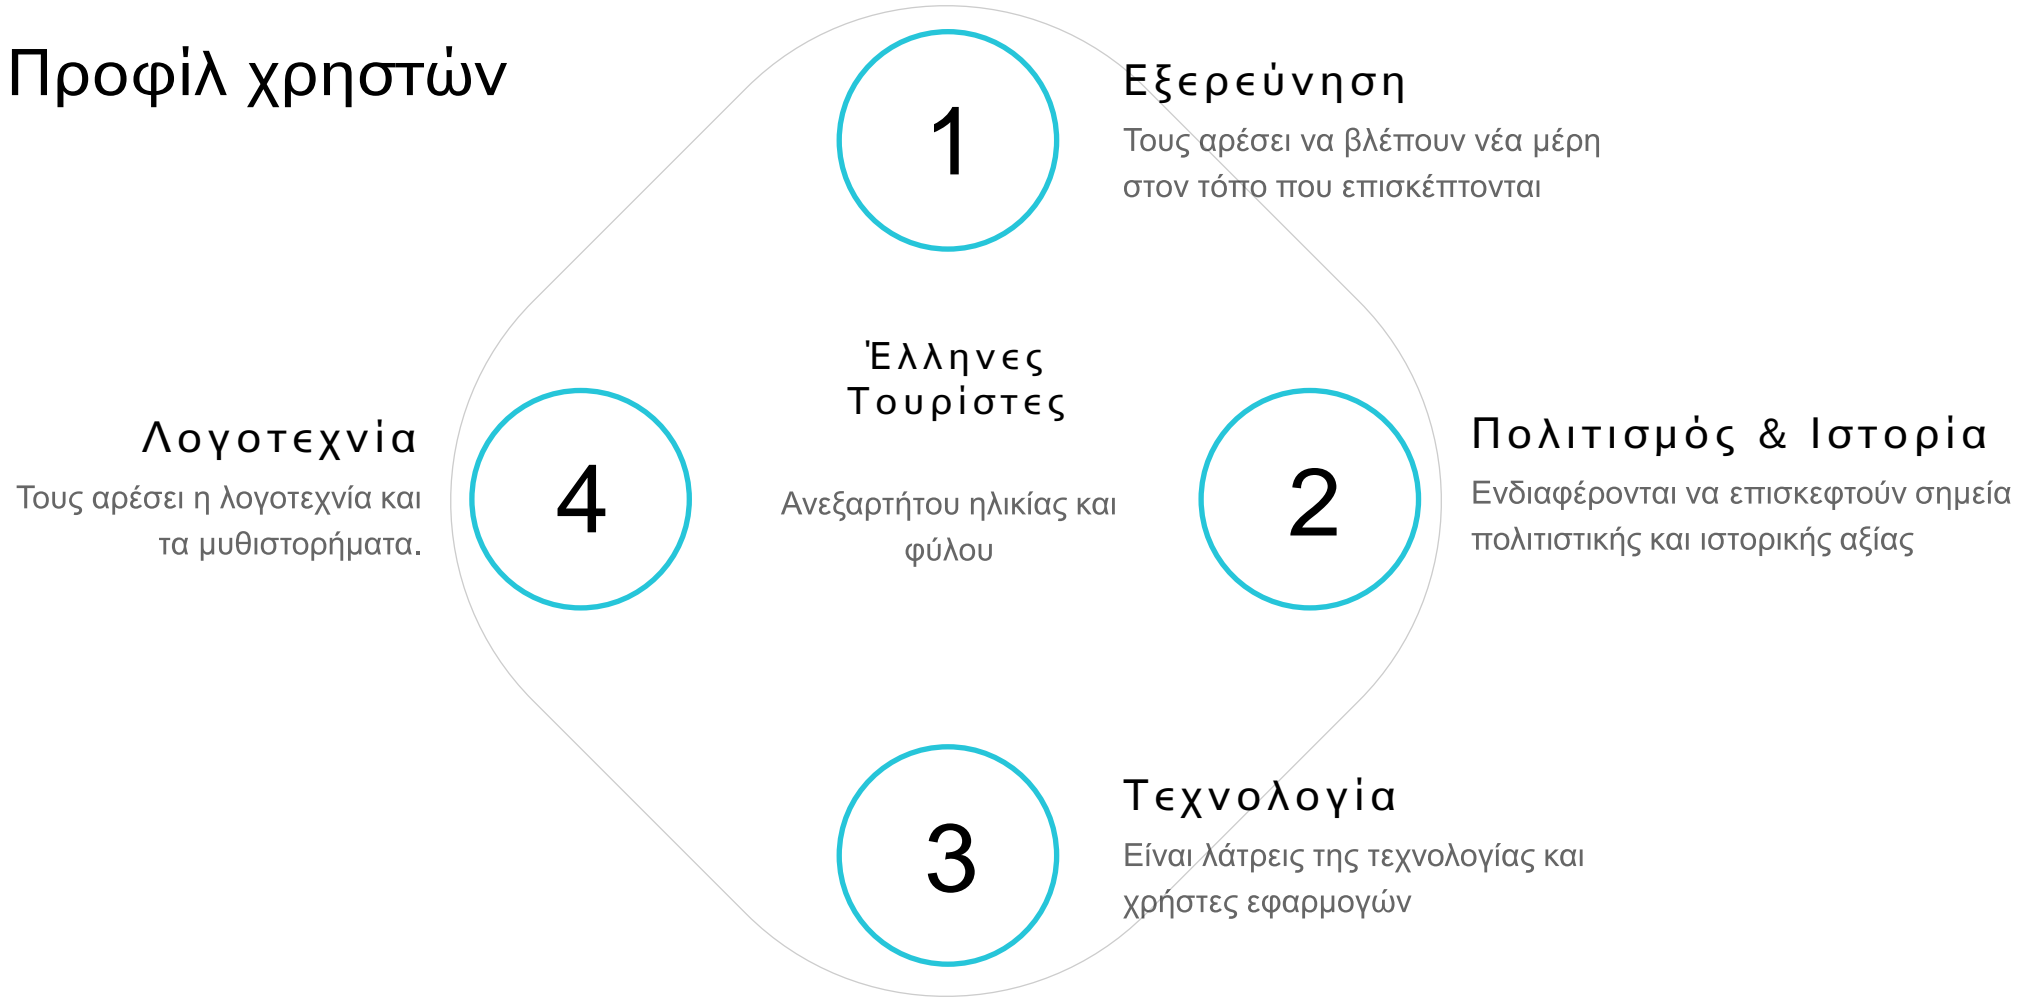 Προφίλ χρηστών
1
Εξερεύνηση
Τους αρέσει να βλέπουν νέα μέρη
στον τόπο που επισκέπτονται
Έλληνες
Τουρίστες
Ανεξαρτήτου ηλικίας και
φύλου
2
Πολιτισμός & Ιστορία
Ενδιαφέρονται να επισκεφτούν σημεία
πολιτιστικής και ιστορικής αξίας
3
Τεχνολογία
Είναι λάτρεις της τεχνολογίας και
χρήστες εφαρμογών
4
Λογοτεχνία
Τους αρέσει η λογοτεχνία και
τα μυθιστορήματα.